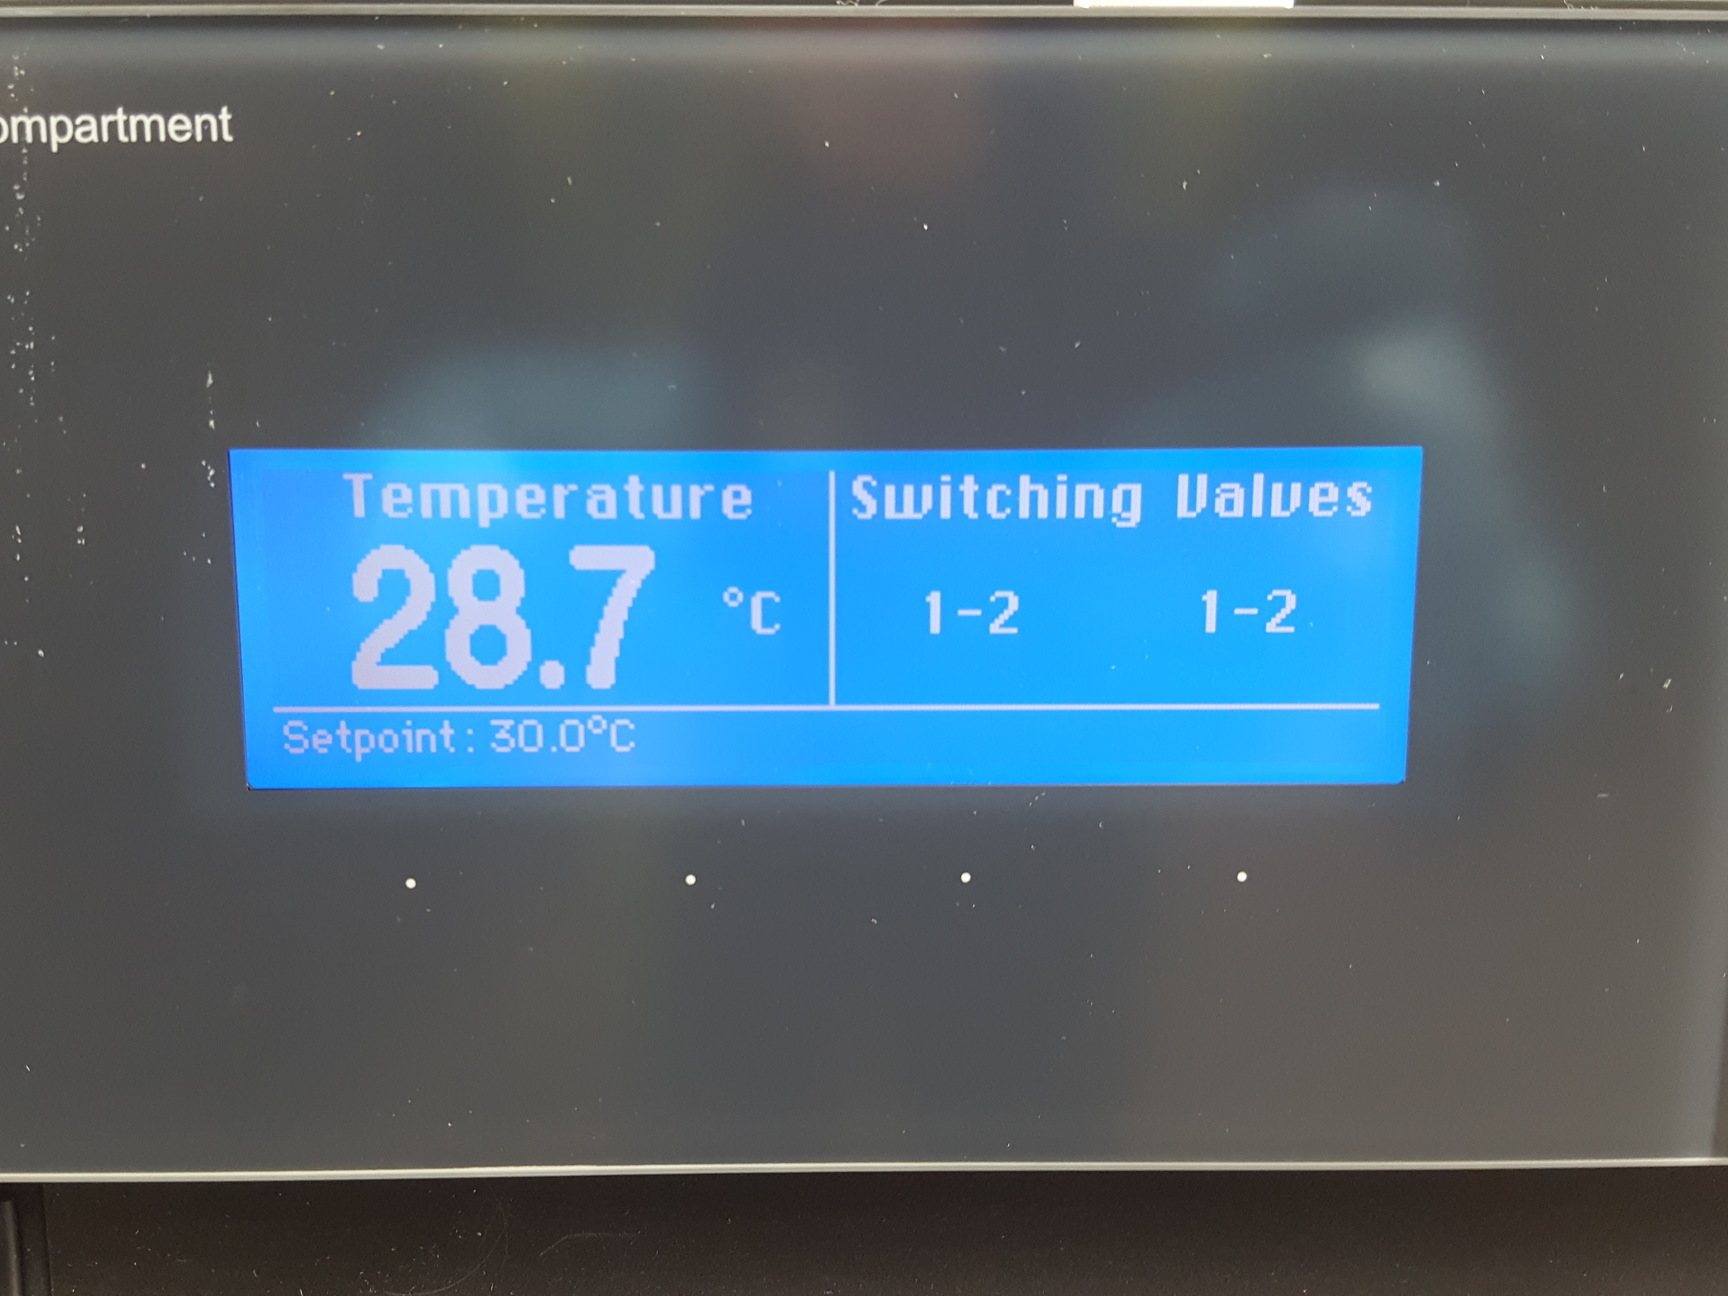 ompartment
Temperature
28.7 °C
Switching Valves
1-2 1-2
Setpoint: 30.0°C